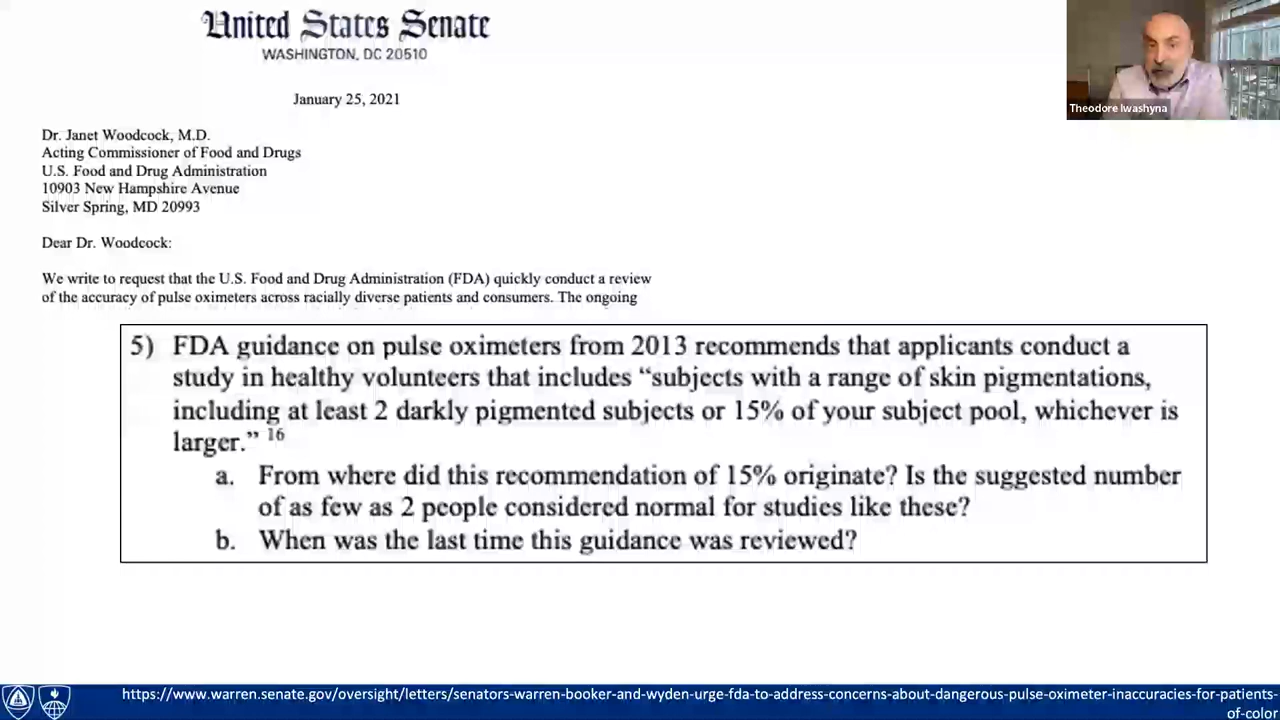 United States Senate
WASHINGTON, DC 20510
January 25, 2021
Theodore Iwashyna
Dr. Janet Woodcock, M.D.
Acting Commissioner of Food and Drugs
U.S. Food and Drug Administration
10903 New Hampshire Avenue
Silver Spring, MD 20993
Dear Dr. Woodcock:
We write to request that the U.S. Food and Drug Administration (FDA) quickly conduct a review
of the accuracy of pulse oximeters across racially diverse patients and consumers. The ongoing
5) FDA guidance on pulse oximeters from 2013 recommends that applicants conduct a
study in healthy volunteers that includes “subjects with a range of skin pigmentations,
including at least 2 darkly pigmented subjects or 15% of your subject pool, whichever is
larger.” 16
a. From where did this recommendation of 15% originate? Is the suggested number
of as few as 2 people considered normal for studies like these?
b. When was the last time this guidance was reviewed?
https://www.warren.senate.gov/oversight/letters/senators-warren-booker-and-wyden-urge-fda-to-address-concerns-about-dangerous-pulse-oximeter-inaccuracies-for-patients-
of-color